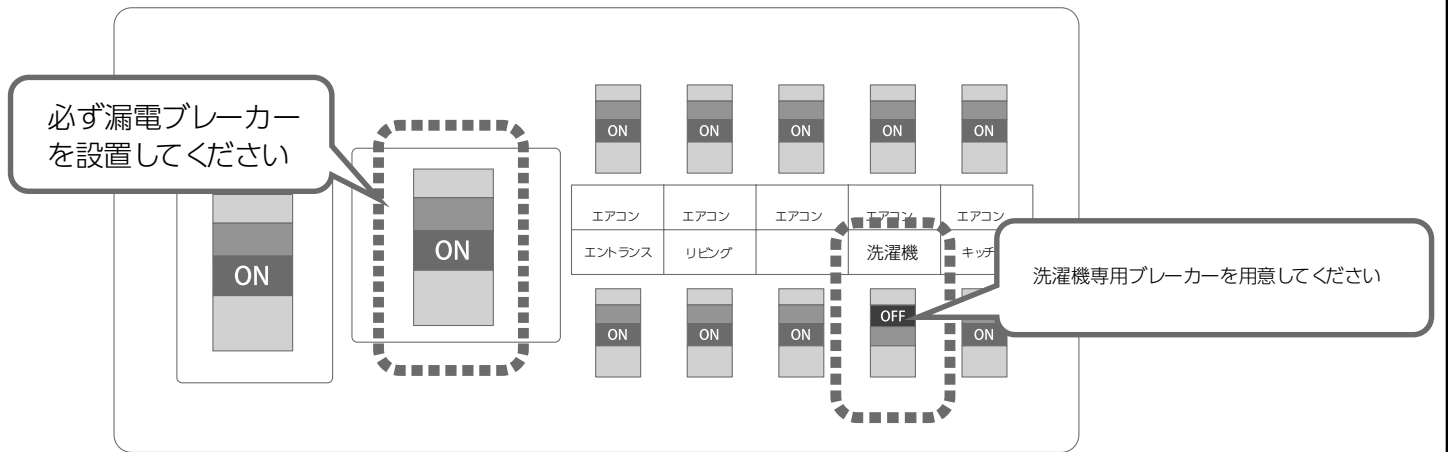 必ず漏電ブレーカー
を設置してください
ON
ON
ON ON ON ON ON
エアコン エアコン エアコン エアコン エアコン
エントランス リビング 洗濯機 キッチ
洗濯機専用ブレーカーを用意してください
ON ON ON OFF ON